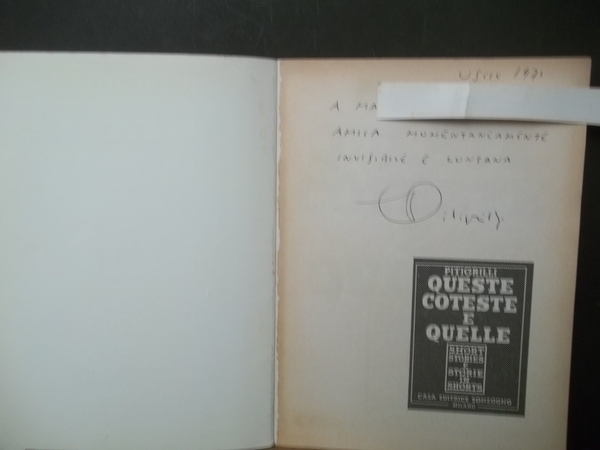 1971
A MA
AMICA MOMENTANEAMENTE
INVISIBILE E LONTANA
Pitigrilli
PITIGRILLI
QUESTE
COTESTE
E
QUELLE
SHORT
STORIES
E
STORIE
IN
SHORTS
CASA EDITRICE SONZOGNO
MILANO